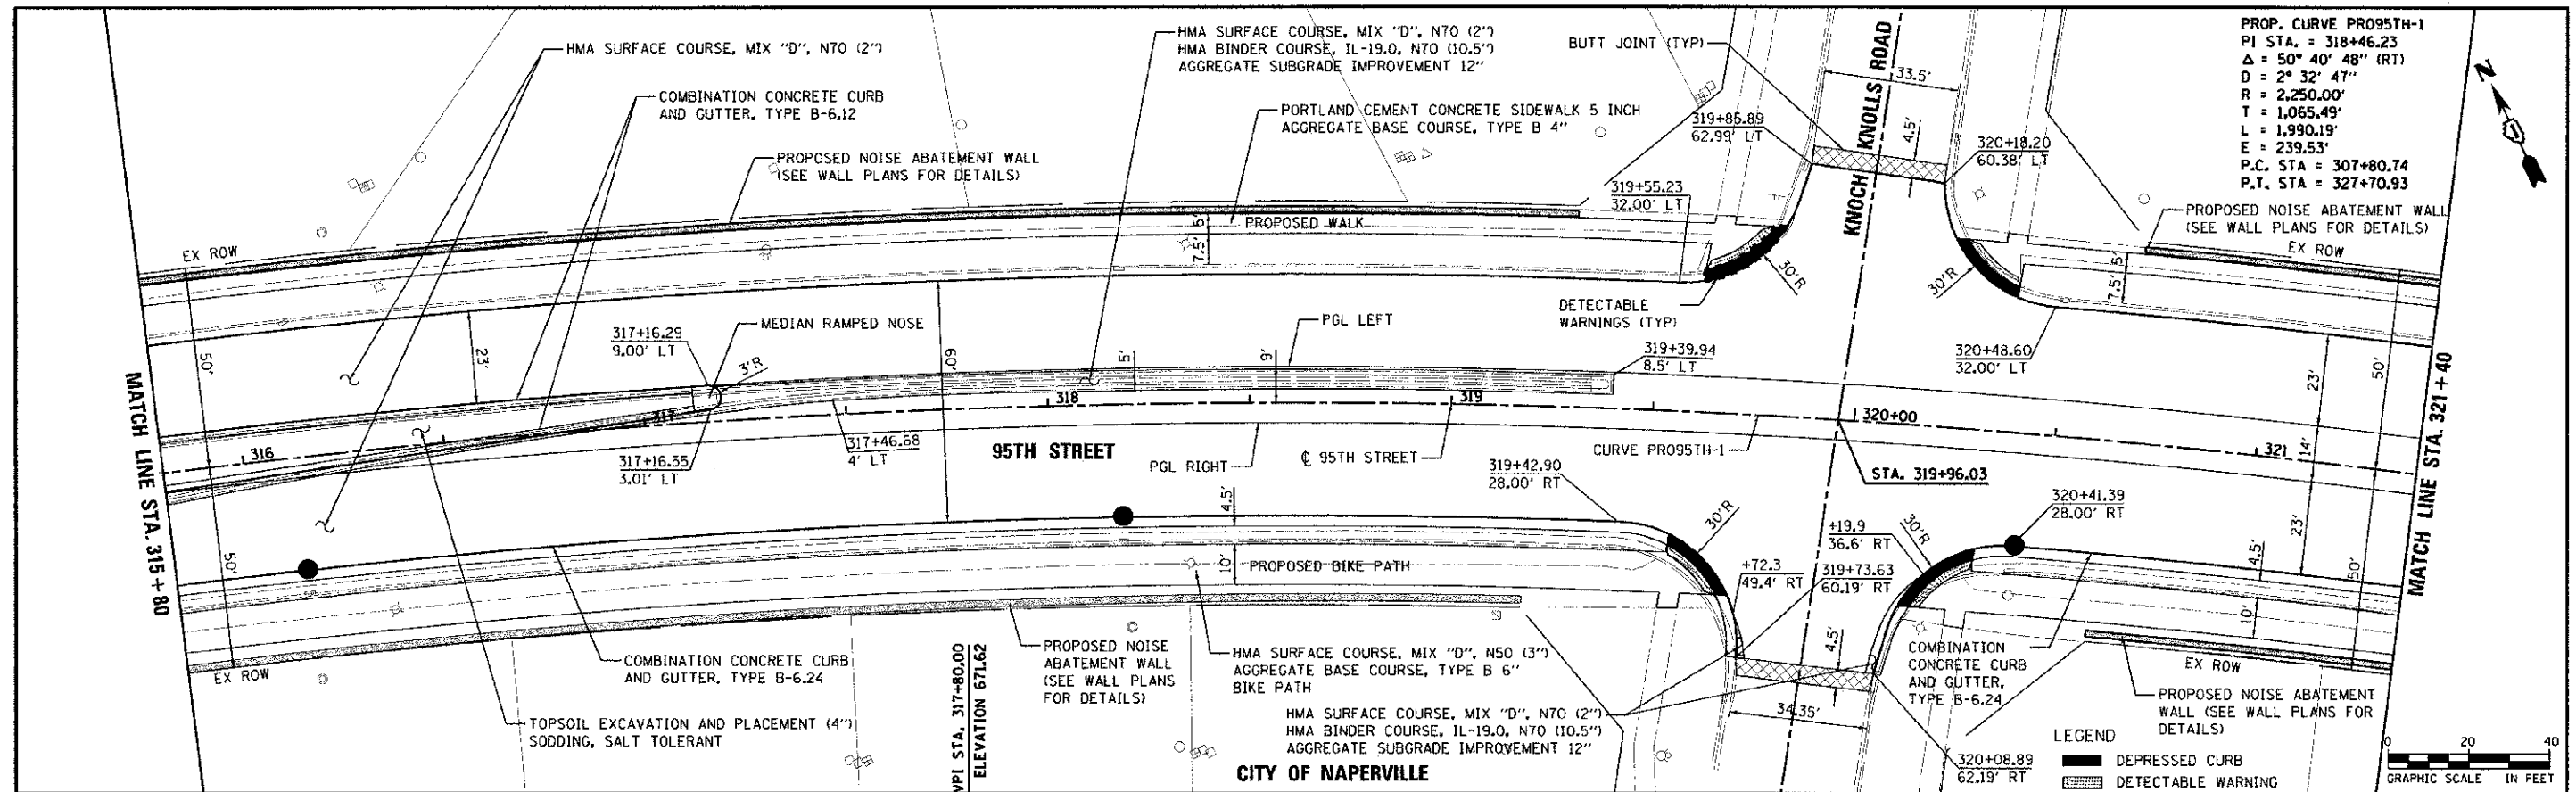 HMA SURFACE COURSE, MIX "D", N70 (2")
COMBINATION CONCRETE CURB
AND GUTTER, TYPE B-6.12
PROPOSED NOISE ABATEMENT WALL
(SEE WALL PLANS FOR DETAILS)
HMA SURFACE COURSE, MIX "D", N70 (2")
HMA BINDER COURSE, IL-19.0, N70 (10.5")
AGGREGATE SUBGRADE IMPROVEMENT 12"
PORTLAND CEMENT CONCRETE SIDEWALK 5 INCH
AGGREGATE BASE COURSE, TYPE B 4"
BUTT JOINT (TYP)
KNOCH KNOLLS ROAD
33.5'
4.5'
319+85.89
62.99' LT
320+18.20
60.38' LT
PROP. CURVE PRO95TH-1
PI STA. = 318+46.23
Δ = 50° 40' 48" (RT)
D = 2° 32' 47"
R = 2,250.00'
T = 1,065.49'
L = 1,990.19'
E = 239.53'
P.C. STA = 307+80.74
P.T. STA = 327+70.93
N
PROPOSED NOISE ABATEMENT WALL
(SEE WALL PLANS FOR DETAILS)
EX ROW
EX ROW
319+55.23
32.00' LT
PROPOSED WALK
5'
7.5'
30'R
30'R
5'
7.5'
DETECTABLE
WARNINGS (TYP)
MEDIAN RAMPED NOSE
317+16.29
9.00' LT
3'R
PGL LEFT
319+39.94
8.5' LT
320+48.60
32.00' LT
MATCH LINE STA. 315+80
50'
23'
60'
5'
9'
23'
50'
14'
MATCH LINE STA. 321+40
316
317
318
319
320+00
321
317+16.55
3.01' LT
317+46.68
4' LT
95TH STREET
PGL RIGHT
℄ 95TH STREET
CURVE PRO95TH-1
STA. 319+96.03
319+42.90
28.00' RT
320+41.39
28.00' RT
50'
4.5'
30'R
+19.9
36.6' RT
30'R
4.5'
23'
50'
10'
PROPOSED BIKE PATH
+72.3
49.4' RT
319+73.63
60.19' RT
10'
4.5'
EX ROW
COMBINATION CONCRETE CURB
AND GUTTER, TYPE B-6.24
TOPSOIL EXCAVATION AND PLACEMENT (4")
SODDING, SALT TOLERANT
VPI STA. 317+80.00
ELEVATION 671.62
PROPOSED NOISE
ABATEMENT WALL
(SEE WALL PLANS
FOR DETAILS)
HMA SURFACE COURSE, MIX "D", N50 (3")
AGGREGATE BASE COURSE, TYPE B 6"
BIKE PATH
HMA SURFACE COURSE, MIX "D", N70 (2")
HMA BINDER COURSE, IL-19.0, N70 (10.5")
AGGREGATE SUBGRADE IMPROVEMENT 12"
CITY OF NAPERVILLE
34.35'
COMBINATION
CONCRETE CURB
AND GUTTER,
TYPE B-6.24
EX ROW
PROPOSED NOISE ABATEMENT
WALL (SEE WALL PLANS FOR
DETAILS)
320+08.89
62.19' RT
LEGEND
DEPRESSED CURB
DETECTABLE WARNING
0 20 40
GRAPHIC SCALE IN FEET